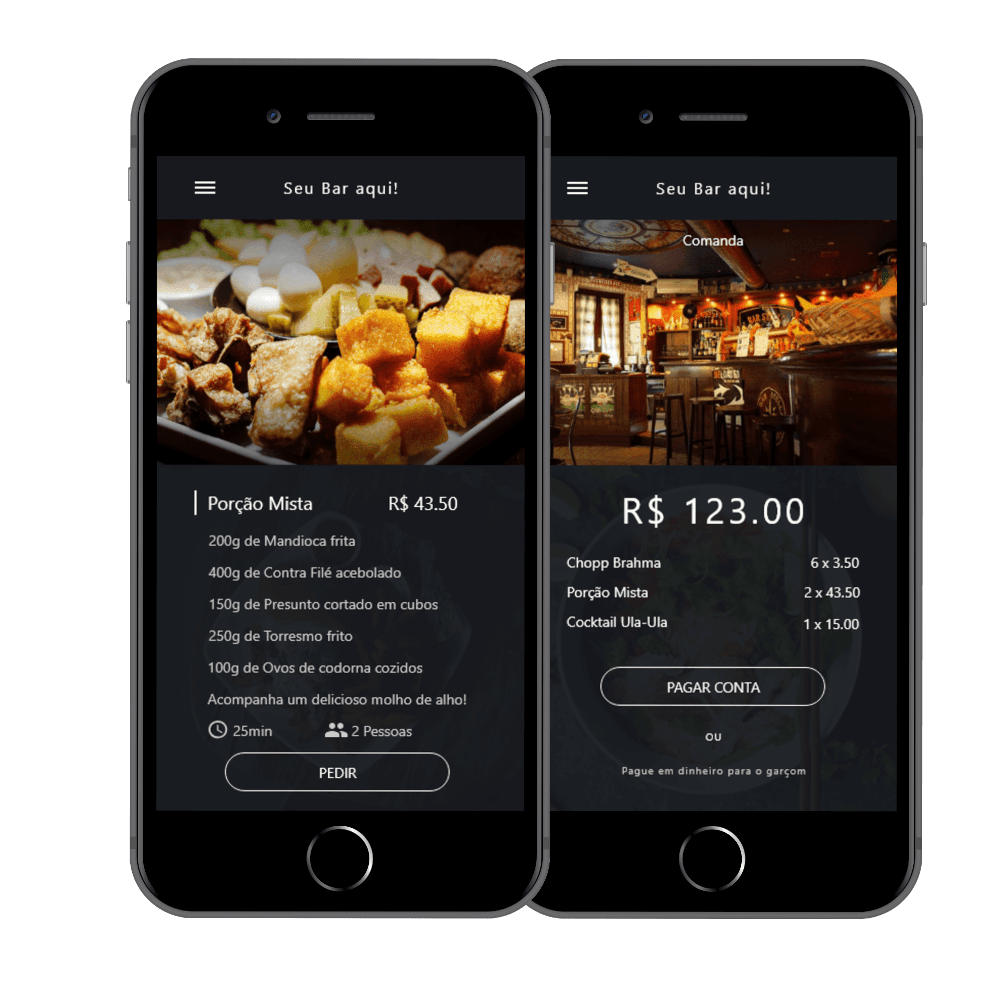 Seu Bar aqui!
Porção Mista R$ 43.50
200g de Mandioca frita
400g de Contra Filé acebolado
150g de Presunto cortado em cubos
250g de Torresmo frito
100g de Ovos de codorna cozidos
Acompanha um delicioso molho de alho!
25min 2 Pessoas
PEDIR
Seu Bar aqui!
Comanda
R$ 123.00
Chopp Brahma 6 x 3.50
Porção Mista 2 x 43.50
Cocktail Ula-Ula 1 x 15.00
PAGAR CONTA
OU
Pague em dinheiro para o garçom